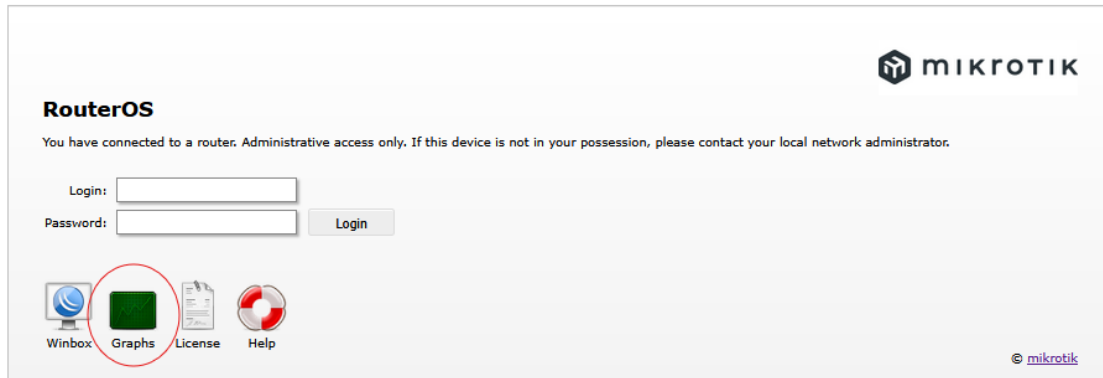 mikrotik
RouterOS
You have connected to a router. Administrative access only. If this device is not in your possession, please contact your local network administrator.
Login:
Password: Login
Winbox Graphs License Help
© mikrotik